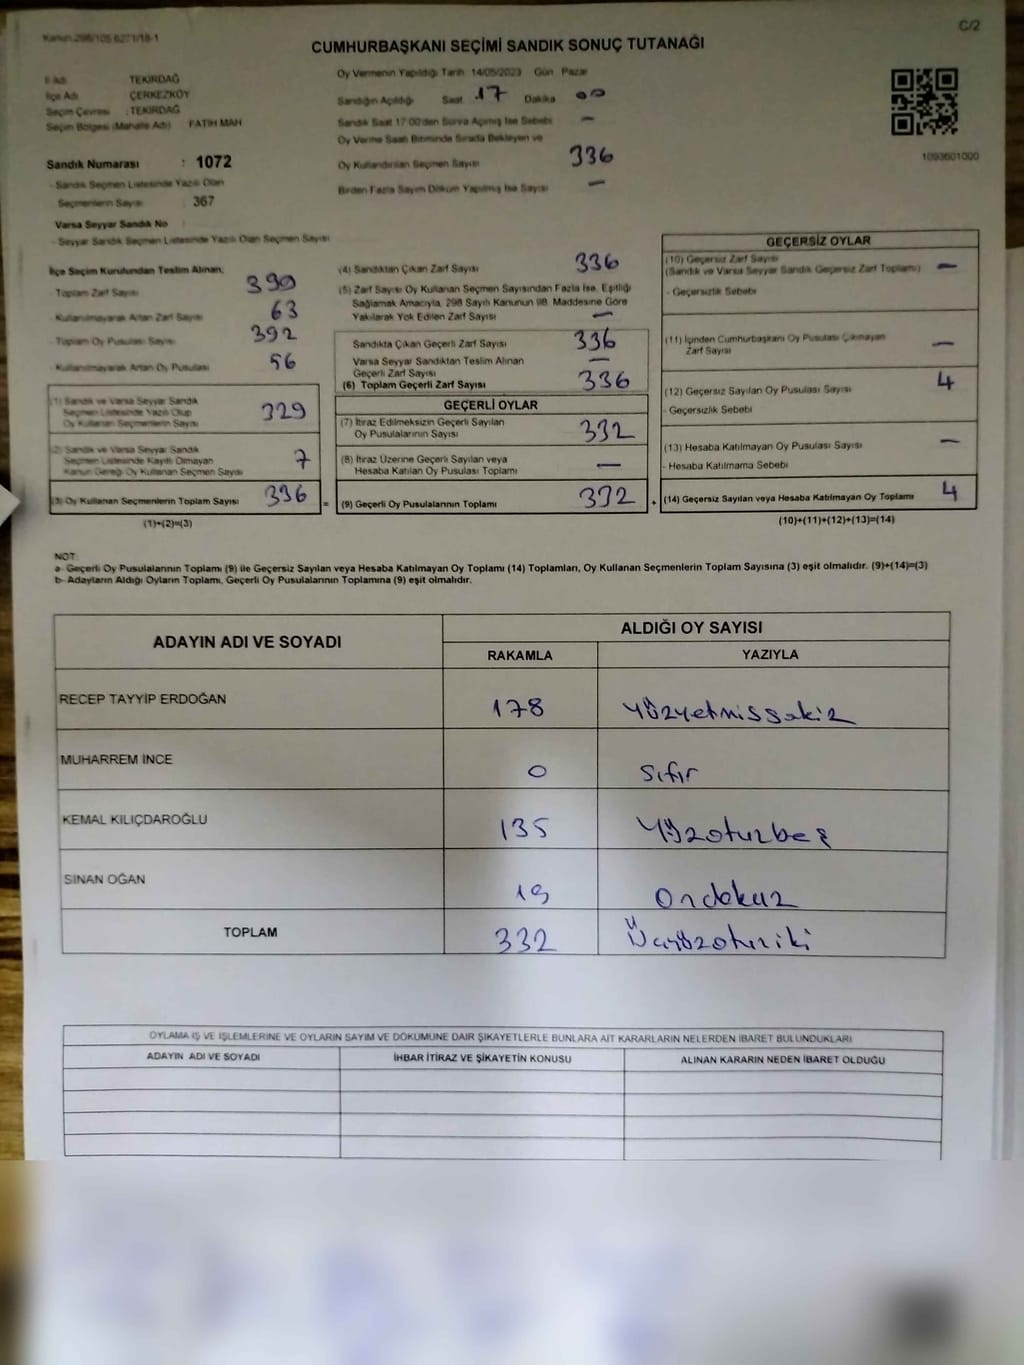 Kanun:298/105 6271/18-1
C/2
CUMHURBAŞKANI SEÇİMİ SANDIK SONUÇ TUTANAĞI
İl Adı TEKİRDAĞ
İlçe Adı ÇERKEZKÖY
Seçim Çevresi : TEKİRDAĞ
Seçim Bölgesi (Mahalle Adı) FATİH MAH
Sandık Numarası : 1072
- Sandık Seçmen Listesinde Yazılı Olan
Seçmenlerin Sayısı : 367
Varsa Seyyar Sandık No :
- Seyyar Sandık Seçmen Listesinde Yazılı Olan Seçmen Sayısı
Oy Vermenin Yapıldığı Tarih 14/05/2023 Gün Pazar
Sandığın Açıldığı Saat 17 Dakika 00
Sandık Saat 17:00'den Sonra Açılmış İse Sebebi —
Oy Verme Saati Bitiminde Sırada Bekleyen ve
Oy Kullandırılan Seçmen Sayısı 336
Birden Fazla Sayım Döküm Yapılmış İse Sayısı —
1093601000
İlçe Seçim Kurulundan Teslim Alınan:
- Toplam Zarf Sayısı 390
- Kullanılmayarak Artan Zarf Sayısı 63
- Toplam Oy Pusulası Sayısı 392
- Kullanılmayarak Artan Oy Pusulası 56
(1) Sandık ve Varsa Seyyar Sandık
Seçmen Listesinde Yazılı Olup
Oy Kullanan Seçmenlerin Sayısı 329
(2) Sandık ve Varsa Seyyar Sandık
Seçmen Listesinde Kayıtlı Olmayan
Kanun Gereği Oy Kullanan Seçmen Sayısı 7
(3) Oy Kullanan Seçmenlerin Toplam Sayısı 336
(1)+(2)=(3)
(4) Sandıktan Çıkan Zarf Sayısı 336
(5) Zarf Sayısı Oy Kullanan Seçmen Sayısından Fazla İse, Eşitliği
Sağlamak Amacıyla, 298 Sayılı Kanunun 98. Maddesine Göre
Yakılarak Yok Edilen Zarf Sayısı —
Sandıkta Çıkan Geçerli Zarf Sayısı 336
Varsa Seyyar Sandıktan Teslim Alınan
Geçerli Zarf Sayısı —
(6) Toplam Geçerli Zarf Sayısı 336
GEÇERLİ OYLAR
(7) İtiraz Edilmeksizin Geçerli Sayılan
Oy Pusulalarının Sayısı 332
(8) İtiraz Üzerine Geçerli Sayılan veya
Hesaba Katılan Oy Pusulası Toplamı —
= (9) Geçerli Oy Pusulalarının Toplamı 332 +
GEÇERSİZ OYLAR
(10) Geçersiz Zarf Sayısı
(Sandık ve Varsa Seyyar Sandık Geçersiz Zarf Toplamı) —
- Geçersizlik Sebebi
(11) İçinden Cumhurbaşkanı Oy Pusulası Çıkmayan
Zarf Sayısı —
(12) Geçersiz Sayılan Oy Pusulası Sayısı 4
- Geçersizlik Sebebi
(13) Hesaba Katılmayan Oy Pusulası Sayısı —
- Hesaba Katılmama Sebebi
(14) Geçersiz Sayılan veya Hesaba Katılmayan Oy Toplamı 4
(10)+(11)+(12)+(13)=(14)
NOT
a- Geçerli Oy Pusulalarının Toplamı (9) ile Geçersiz Sayılan veya Hesaba Katılmayan Oy Toplamı (14) Toplamları, Oy Kullanan Seçmenlerin Toplam Sayısına (3) eşit olmalıdır. (9)+(14)=(3)
b- Adayların Aldığı Oyların Toplamı, Geçerli Oy Pusulalarının Toplamına (9) eşit olmalıdır.
ADAYIN ADI VE SOYADI ALDIĞI OY SAYISI
RAKAMLA YAZIYLA
RECEP TAYYİP ERDOĞAN 178 yüzyetmişsekiz
MUHARREM İNCE 0 sıfır
KEMAL KILIÇDAROĞLU 135 Yüzoturbeş
SİNAN OĞAN 19 Ondokuz
TOPLAM 332 Üçyüzoturiki
OYLAMA İŞ VE İŞLEMLERİNE VE OYLARIN SAYIM VE DÖKÜMÜNE DAİR ŞİKAYETLERLE BUNLARA AİT KARARLARIN NELERDEN İBARET BULUNDUKLARI
ADAYIN ADI VE SOYADI İHBAR İTİRAZ VE ŞİKAYETİN KONUSU ALINAN KARARIN NEDEN İBARET OLDUĞU